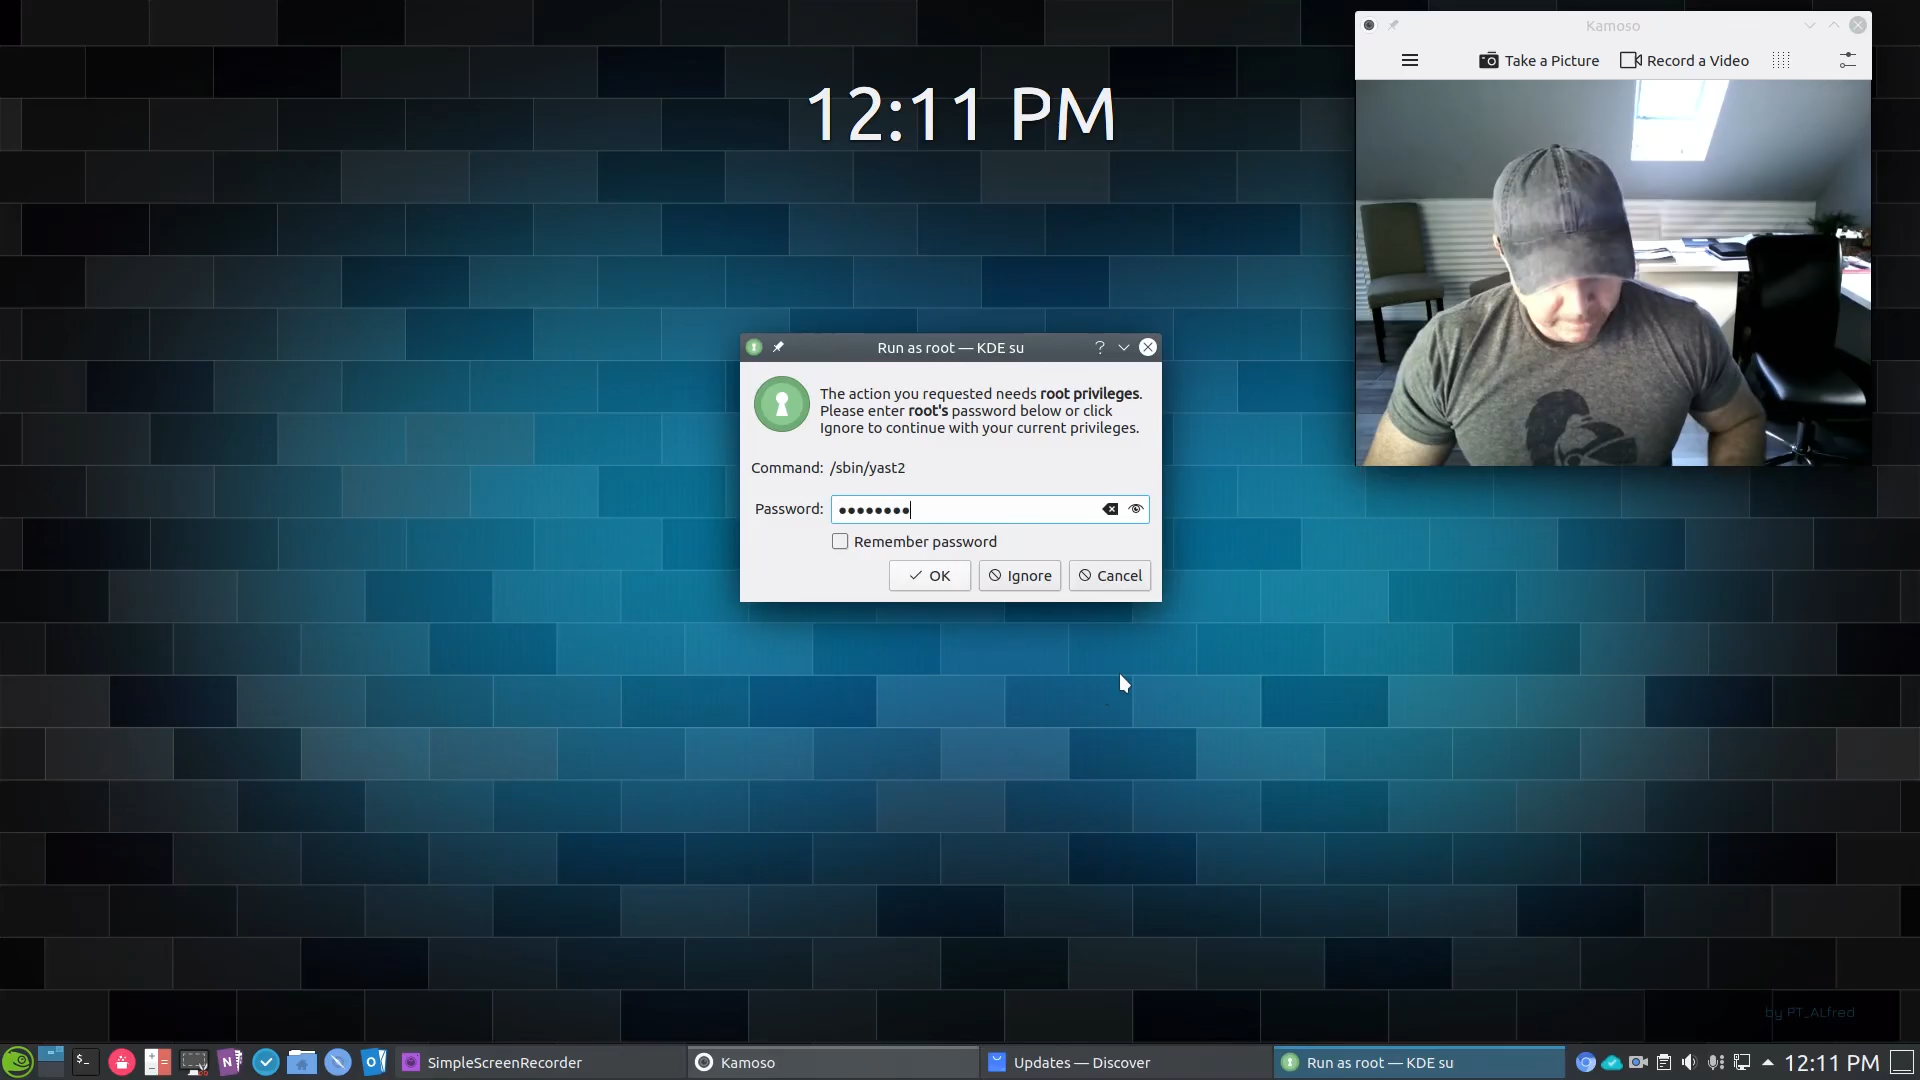 Kamoso
Take a Picture
Record a Video
12:11 PM
Run as root — KDE su
?
The action you requested needs root privileges.
Please enter root's password below or click
Ignore to continue with your current privileges.
Command: /sbin/yast2
Password: ●●●●●●●●
Remember password
OK
Ignore
Cancel
by PT_ALfred
SimpleScreenRecorder
Kamoso
Updates — Discover
Run as root — KDE su
12:11 PM